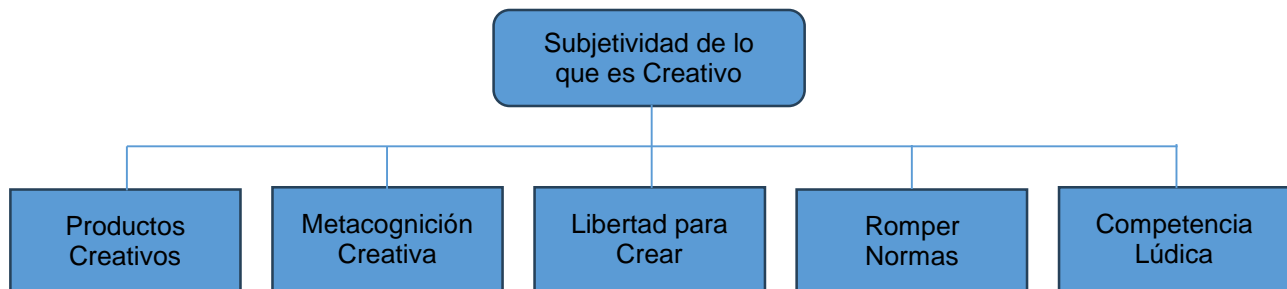 Subjetividad de lo
que es Creativo
Productos
Creativos
Metacognición
Creativa
Libertad para
Crear
Romper
Normas
Competencia
Lúdica